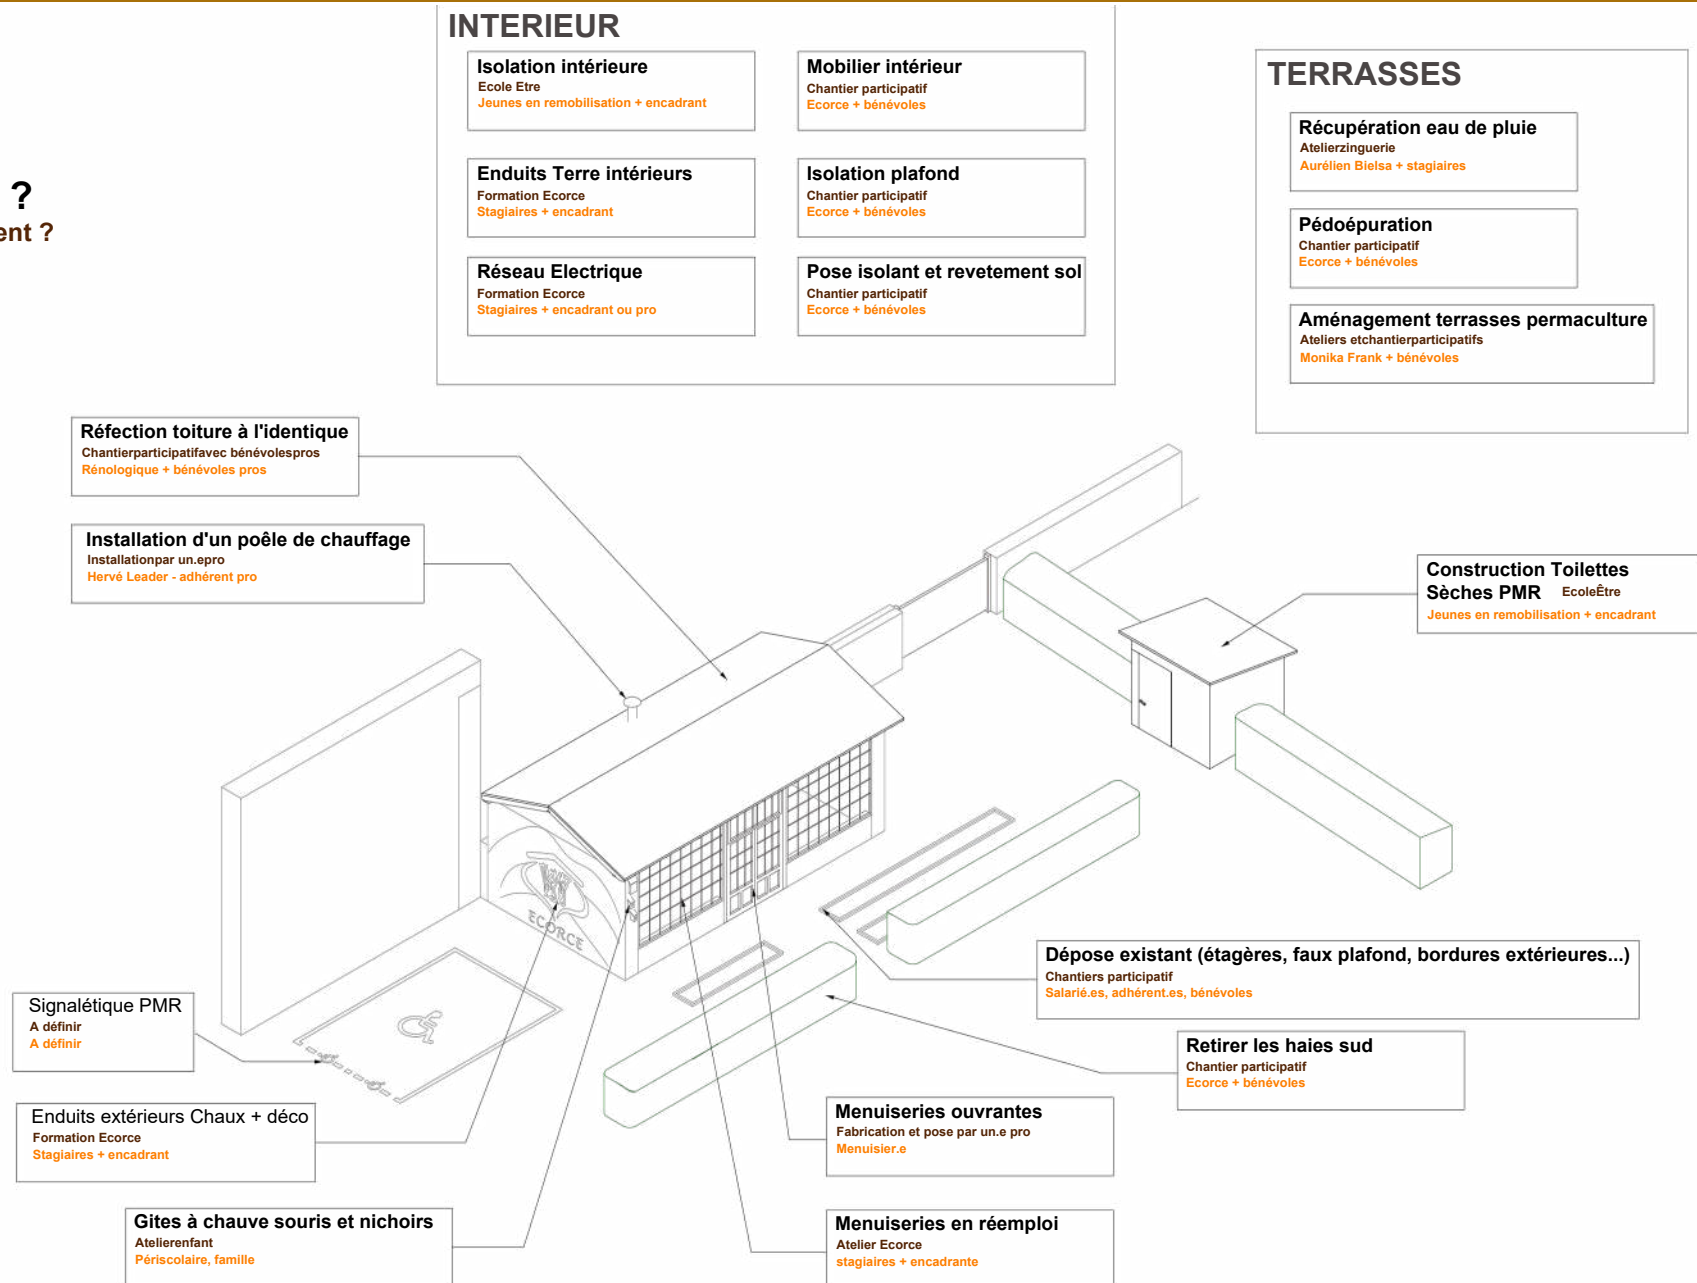 INTERIEUR
Isolation intérieure
Ecole Etre
Jeunes en remobilisation + encadrant
Mobilier intérieur
Chantier participatif
Ecorce + bénévoles
Enduits Terre intérieurs
Formation Ecorce
Stagiaires + encadrant
Isolation plafond
Chantier participatif
Ecorce + bénévoles
Réseau Electrique
Formation Ecorce
Stagiaires + encadrant ou pro
Pose isolant et revetement sol
Chantier participatif
Ecorce + bénévoles
TERRASSES
Récupération eau de pluie
Atelierzinguerie
Aurélien Bielsa + stagiaires
Pédoépuration
Chantier participatif
Ecorce + bénévoles
Aménagement terrasses permaculture
Ateliers etchantierparticipatifs
Monika Frank + bénévoles
?
ent ?
Réfection toiture à l'identique
Chantierparticipatifavec bénévolespros
Rénologique + bénévoles pros
Installation d'un poêle de chauffage
Installationpar un.epro
Hervé Leader - adhérent pro
Construction Toilettes
Sèches PMR EcoleÊtre
Jeunes en remobilisation + encadrant
ECORCE
Dépose existant (étagères, faux plafond, bordures extérieures...)
Chantiers participatif
Salarié.es, adhérent.es, bénévoles
Signalétique PMR
A définir
A définir
Retirer les haies sud
Chantier participatif
Ecorce + bénévoles
Enduits extérieurs Chaux + déco
Formation Ecorce
Stagiaires + encadrant
Menuiseries ouvrantes
Fabrication et pose par un.e pro
Menuisier.e
Gites à chauve souris et nichoirs
Atelierenfant
Périscolaire, famille
Menuiseries en réemploi
Atelier Ecorce
stagiaires + encadrante